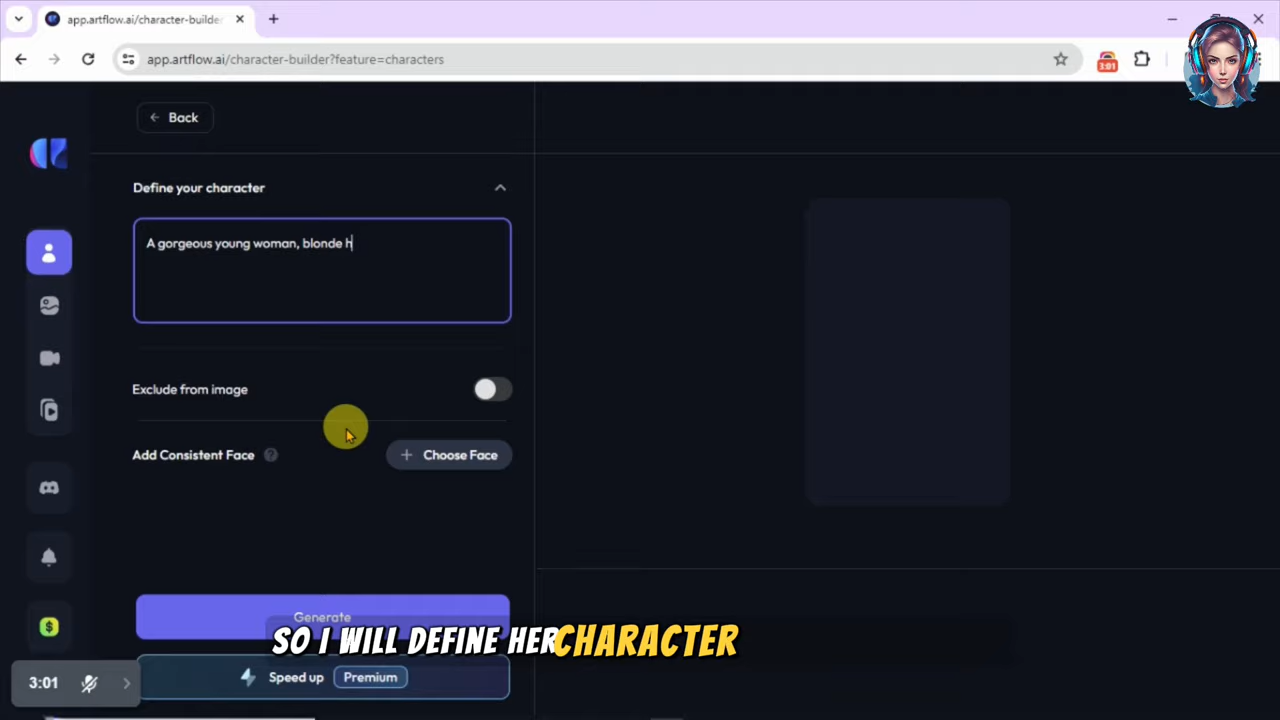 app.artflow.ai/character-builde
app.artflow.ai/character-builder?feature=characters
3:01
Back
Define your character
A gorgeous young woman, blonde h
Exclude from image
Add Consistent Face ?
+ Choose Face
Generate
SO I WILL DEFINE HER CHARACTER
Speed up Premium
3:01